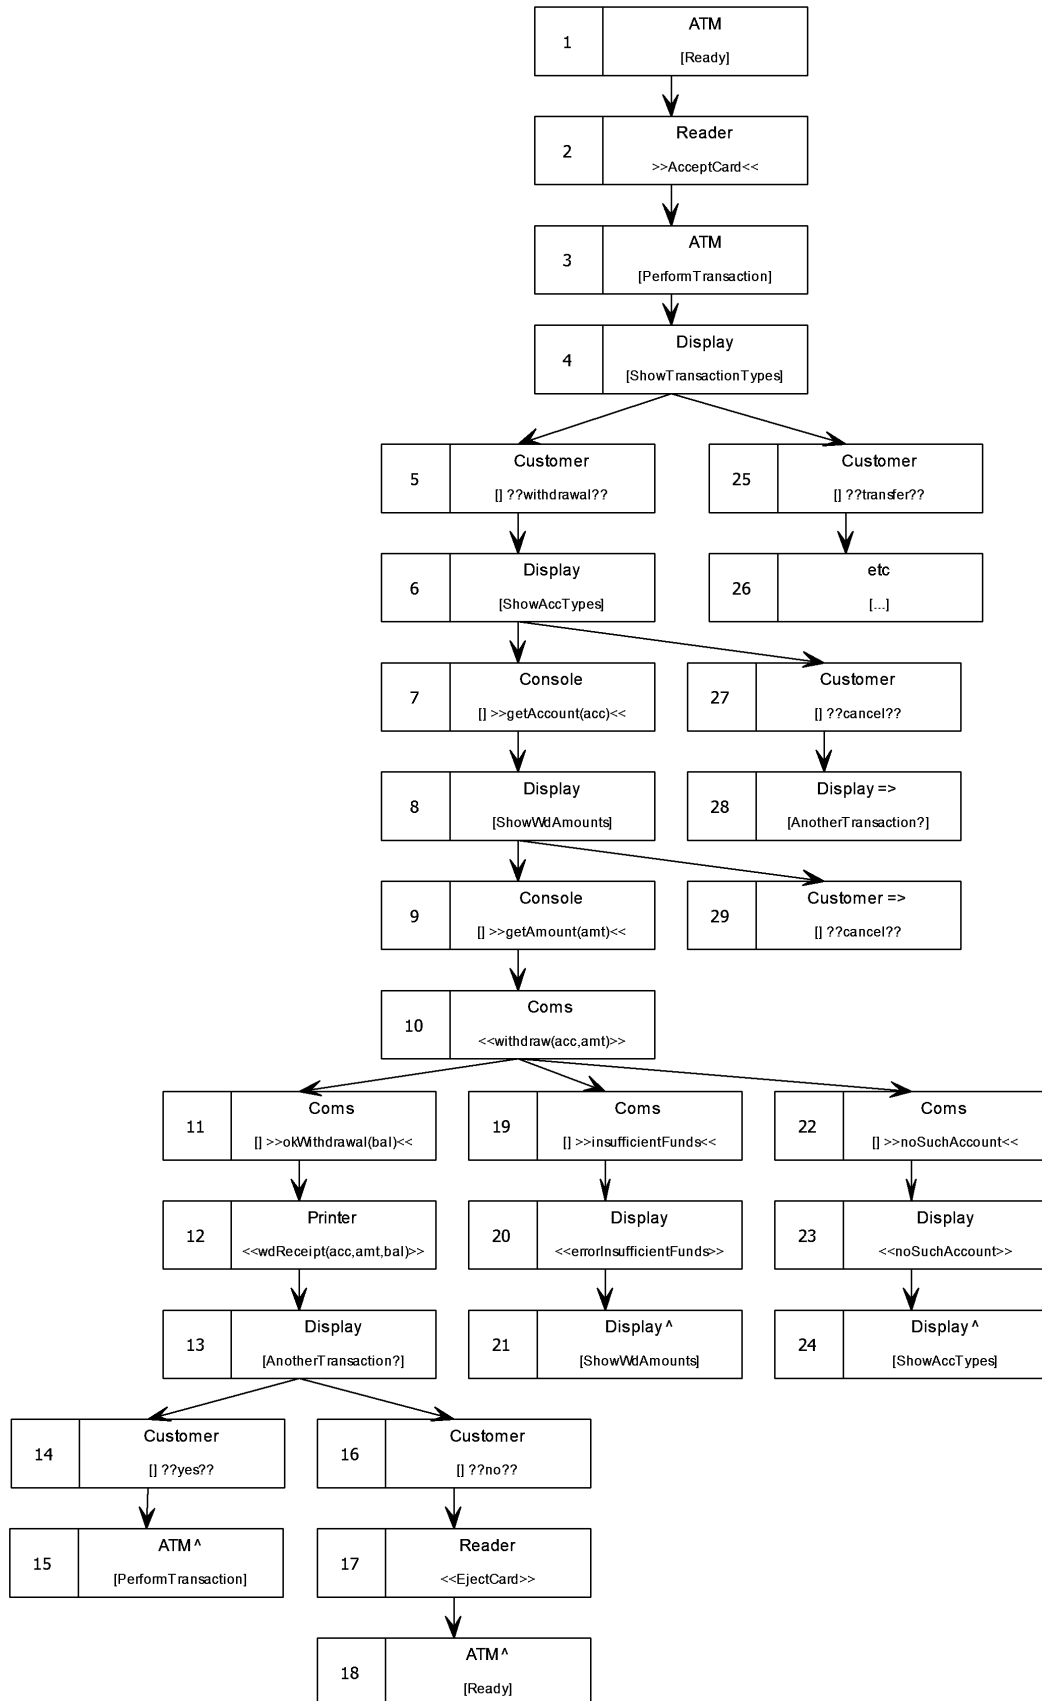 1
ATM
[Ready]
2
Reader
>>AcceptCard<<
3
ATM
[PerformTransaction]
4
Display
[ShowTransactionTypes]
5
Customer
[] ??withdrawal??
25
Customer
[] ??transfer??
6
Display
[ShowAccTypes]
26
etc
[...]
7
Console
[] >>getAccount(acc)<<
27
Customer
[] ??cancel??
8
Display
[ShowWdAmounts]
28
Display =>
[AnotherTransaction?]
9
Console
[] >>getAmount(amt)<<
29
Customer =>
[] ??cancel??
10
Coms
<<withdraw(acc,amt)>>
11
Coms
[] >>okWithdrawal(bal)<<
19
Coms
[] >>insufficientFunds<<
22
Coms
[] >>noSuchAccount<<
12
Printer
<<wdReceipt(acc,amt,bal)>>
20
Display
<<errorInsufficientFunds>>
23
Display
<<noSuchAccount>>
13
Display
[AnotherTransaction?]
21
Display ^
[ShowWdAmounts]
24
Display ^
[ShowAccTypes]
14
Customer
[] ??yes??
16
Customer
[] ??no??
15
ATM ^
[PerformTransaction]
17
Reader
<<EjectCard>>
18
ATM ^
[Ready]